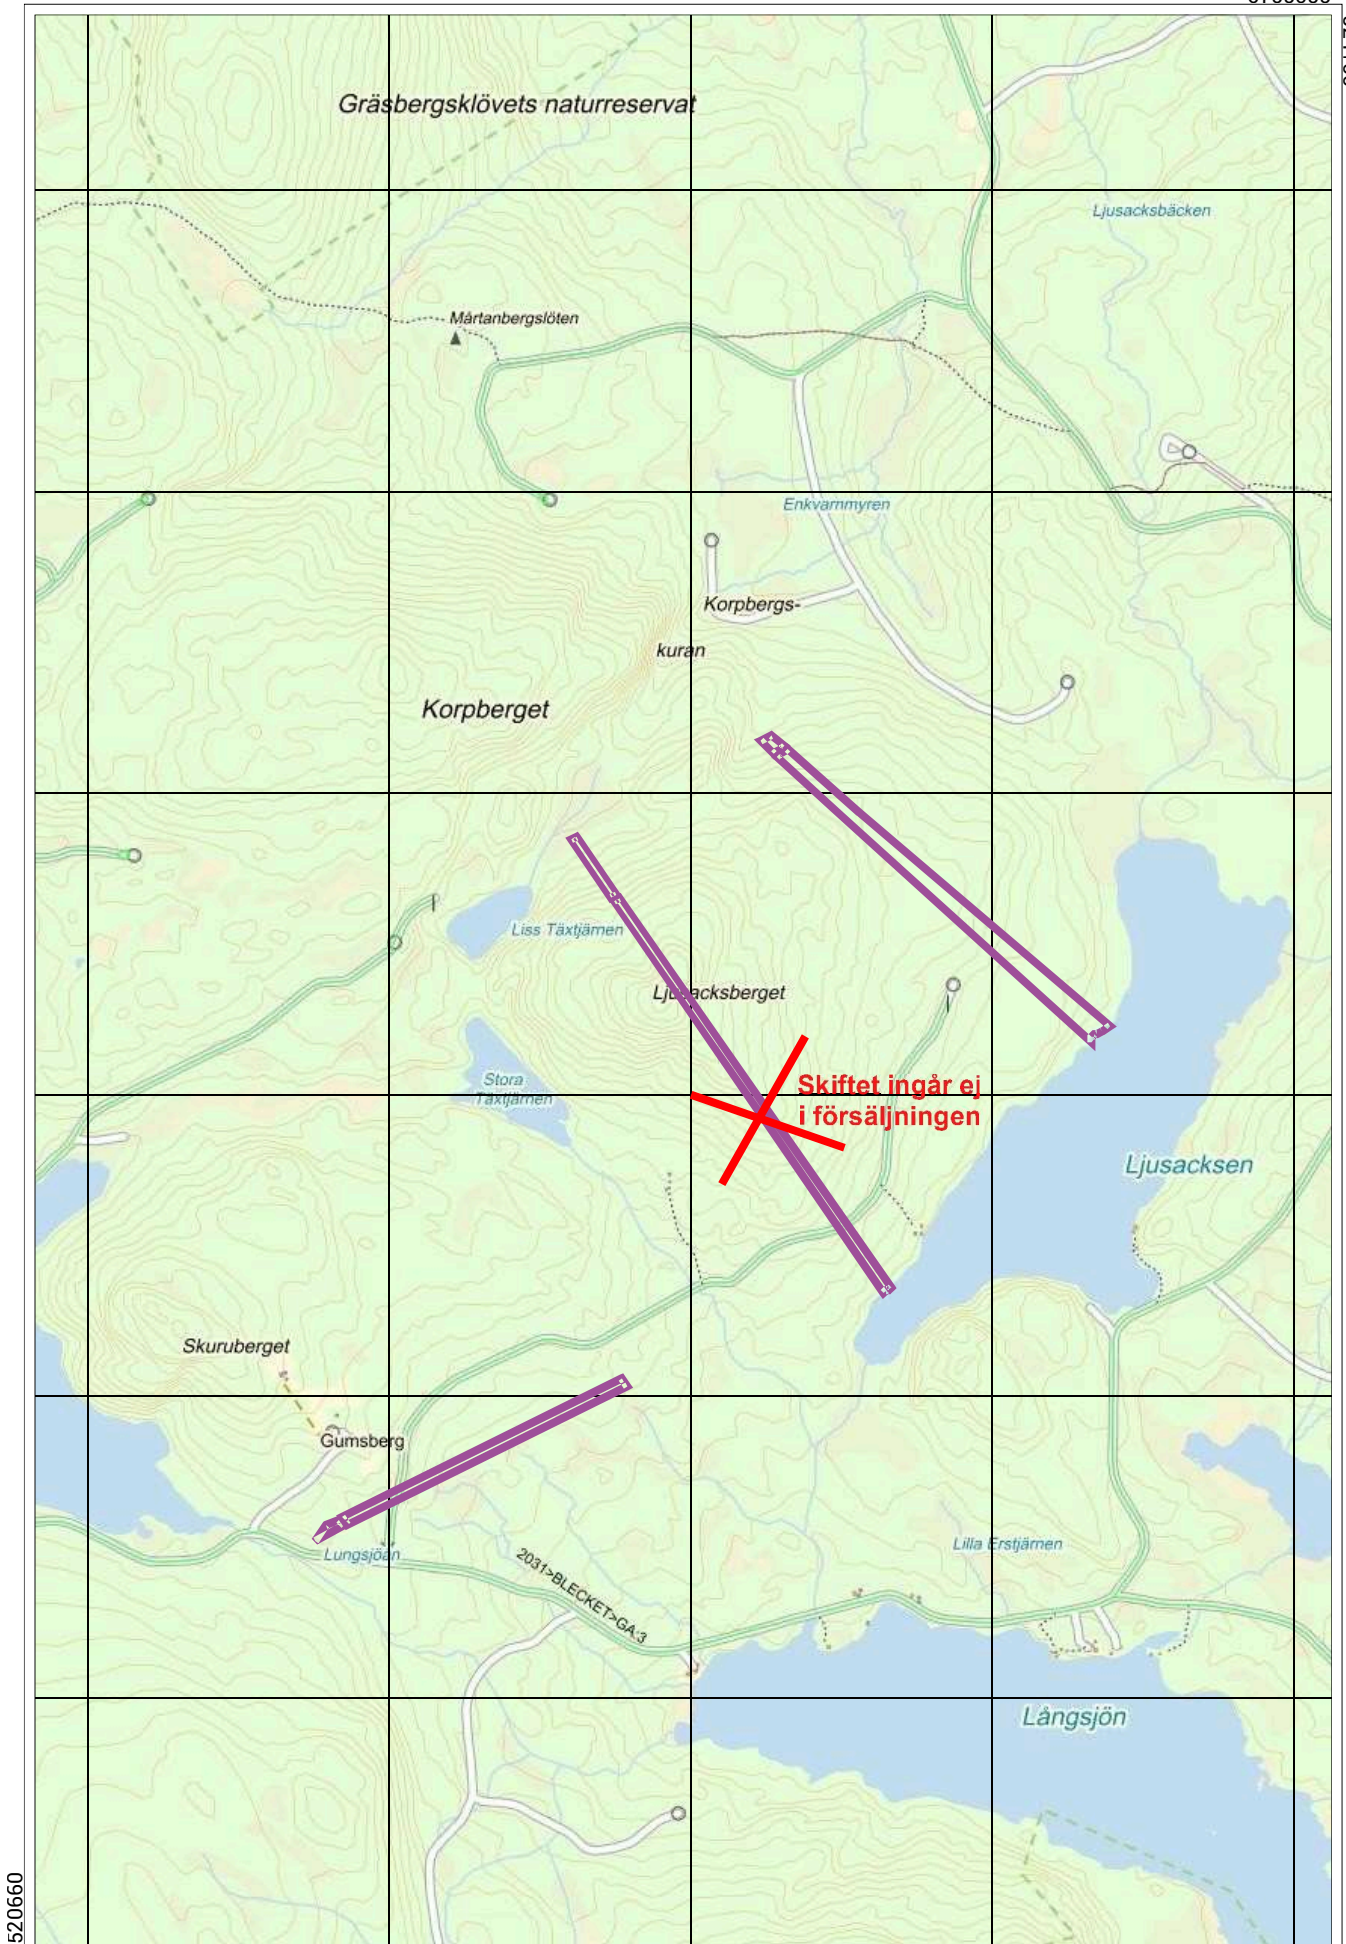 Gräsbergsklövets naturreservat
Ljusacksbäcken
Mårtanbergslöten
Enkvarnmyren
Korpbergs-
kuran
Korpberget
Liss Täxtjärnen
Ljusacksberget
Stora
Täxtjärnen
Skiftet ingår ej
i försäljningen
Ljusacksen
Skuruberget
Gumsberg
Lungsjöån
2031>BLECKET>GA:3
Lilla Erstjärnen
Långsjön
520660